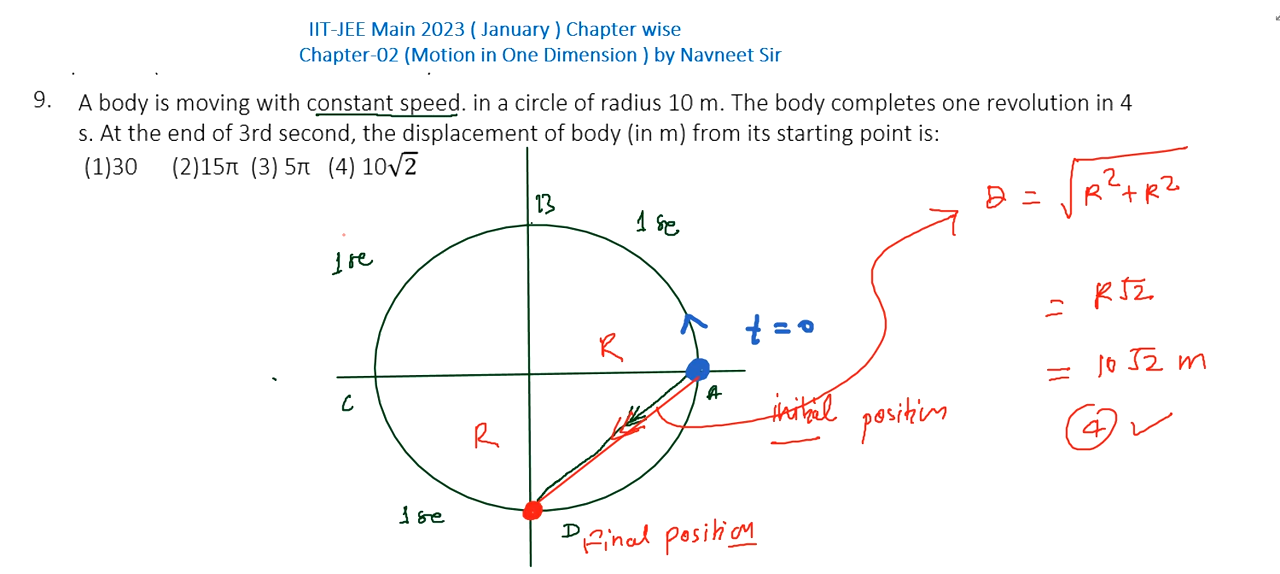 IIT-JEE Main 2023 ( January ) Chapter wise
Chapter-02 (Motion in One Dimension ) by Navneet Sir
9. A body is moving with constant speed. in a circle of radius 10 m. The body completes one revolution in 4
s. At the end of 3rd second, the displacement of body (in m) from its starting point is:
(1)30 (2)15π (3) 5π (4) 10√2
B
1 se
1 se
D = √R²+R²
= R√2
t = 0
R
= 10√2 m
A
C
initial position
(4) ✓
R
1 se
D
Final position